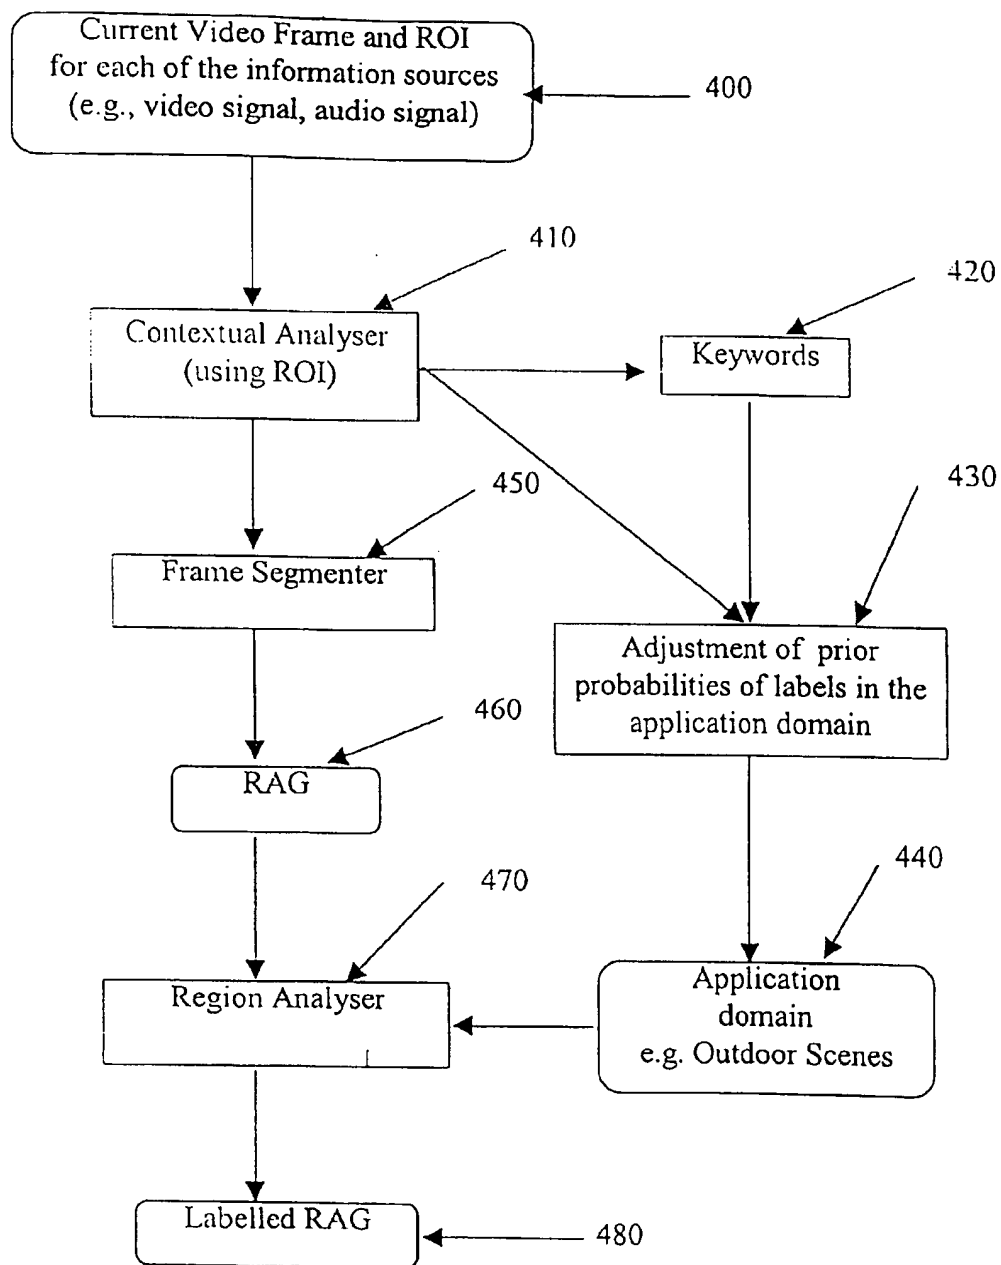 Current Video Frame and ROI
for each of the information sources
(e.g., video signal, audio signal)
400
410
420
Contextual Analyser
(using ROI)
Keywords
450
430
Frame Segmenter
Adjustment of prior
probabilities of labels in the
application domain
460
RAG
440
470
Region Analyser
Application
domain
e.g. Outdoor Scenes
Labelled RAG
480